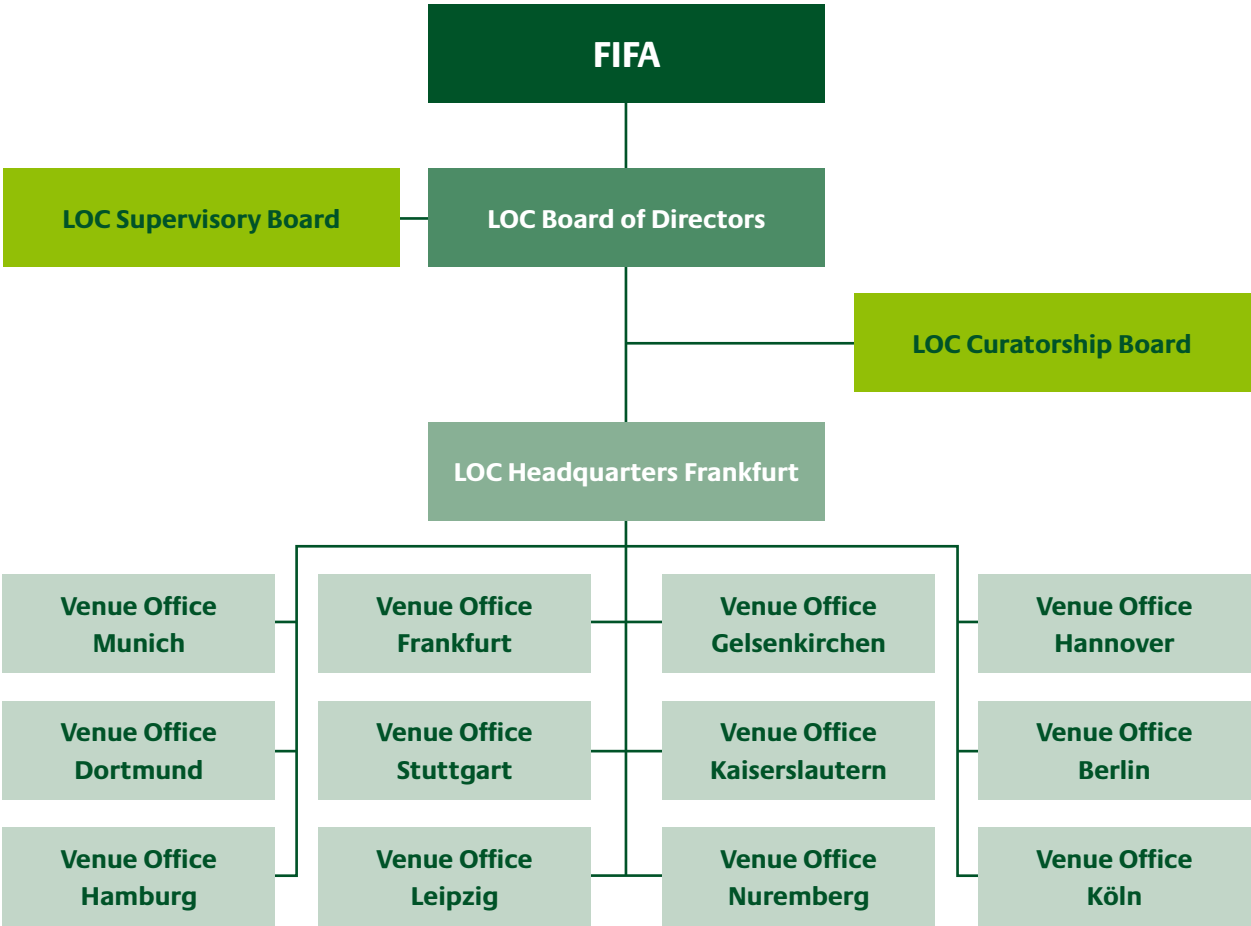 FIFA
LOC Supervisory Board
LOC Board of Directors
LOC Curatorship Board
LOC Headquarters Frankfurt
Venue Office
Munich
Venue Office
Frankfurt
Venue Office
Gelsenkirchen
Venue Office
Hannover
Venue Office
Dortmund
Venue Office
Stuttgart
Venue Office
Kaiserslautern
Venue Office
Berlin
Venue Office
Hamburg
Venue Office
Leipzig
Venue Office
Nuremberg
Venue Office
Köln